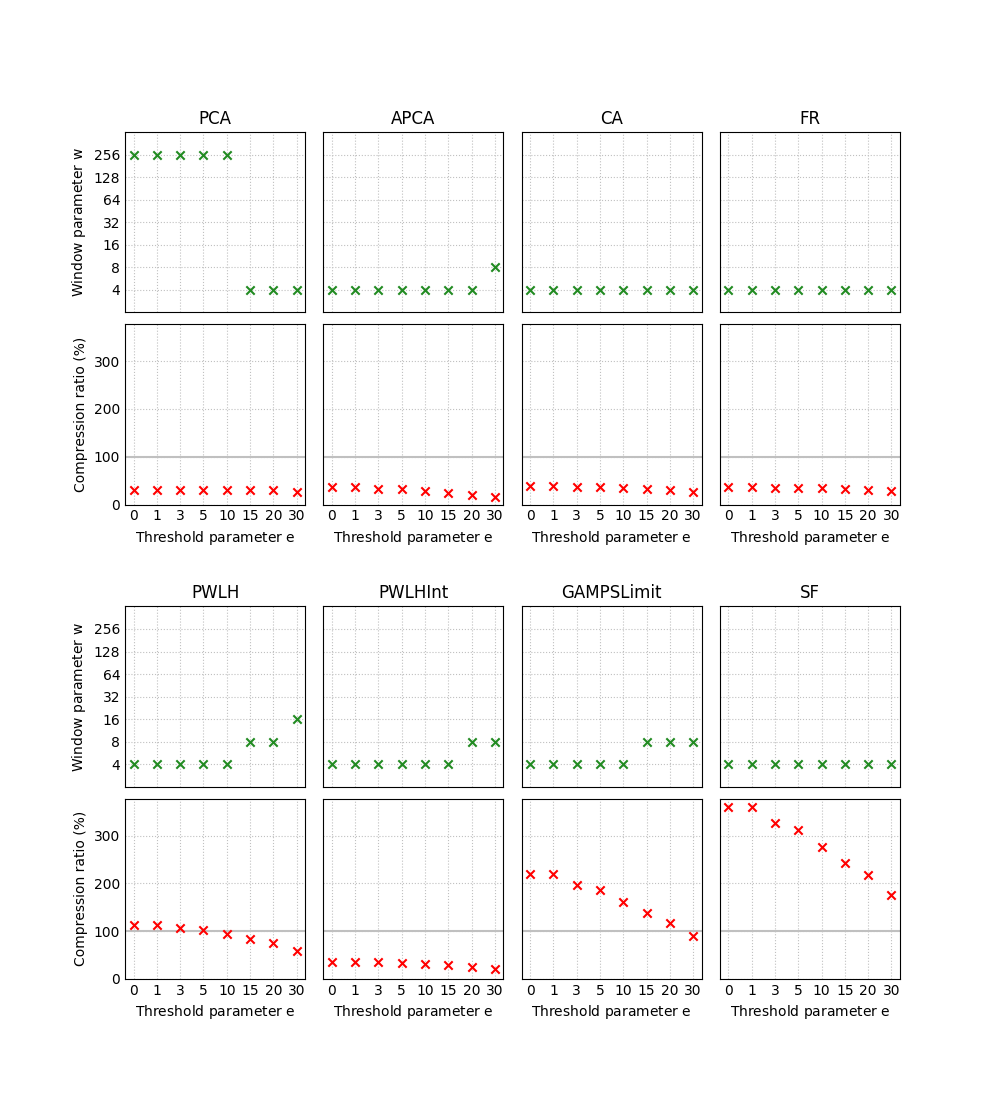 PCA APCA CA FR
Window parameter w
256
128
64
32
16
8
4
Compression ratio (%)
300
200
100
0
0 1 3 5 10 15 20 30 0 1 3 5 10 15 20 30 0 1 3 5 10 15 20 30 0 1 3 5 10 15 20 30
Threshold parameter e Threshold parameter e Threshold parameter e Threshold parameter e
PWLH PWLHInt GAMPSLimit SF
Window parameter w
256
128
64
32
16
8
4
Compression ratio (%)
300
200
100
0
0 1 3 5 10 15 20 30 0 1 3 5 10 15 20 30 0 1 3 5 10 15 20 30 0 1 3 5 10 15 20 30
Threshold parameter e Threshold parameter e Threshold parameter e Threshold parameter e